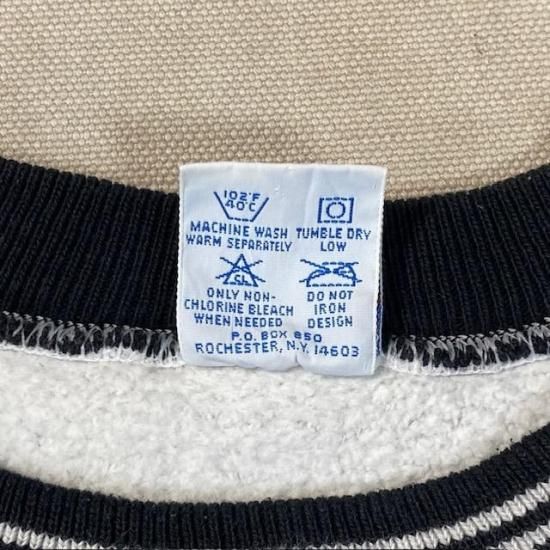 102°F
40°C
MACHINE WASH
WARM SEPARATELY
TUMBLE DRY
LOW
CL
ONLY NON-
CHLORINE BLEACH
WHEN NEEDED
DO NOT
IRON
DESIGN
P.O. BOX 850
ROCHESTER, N.Y. 14603